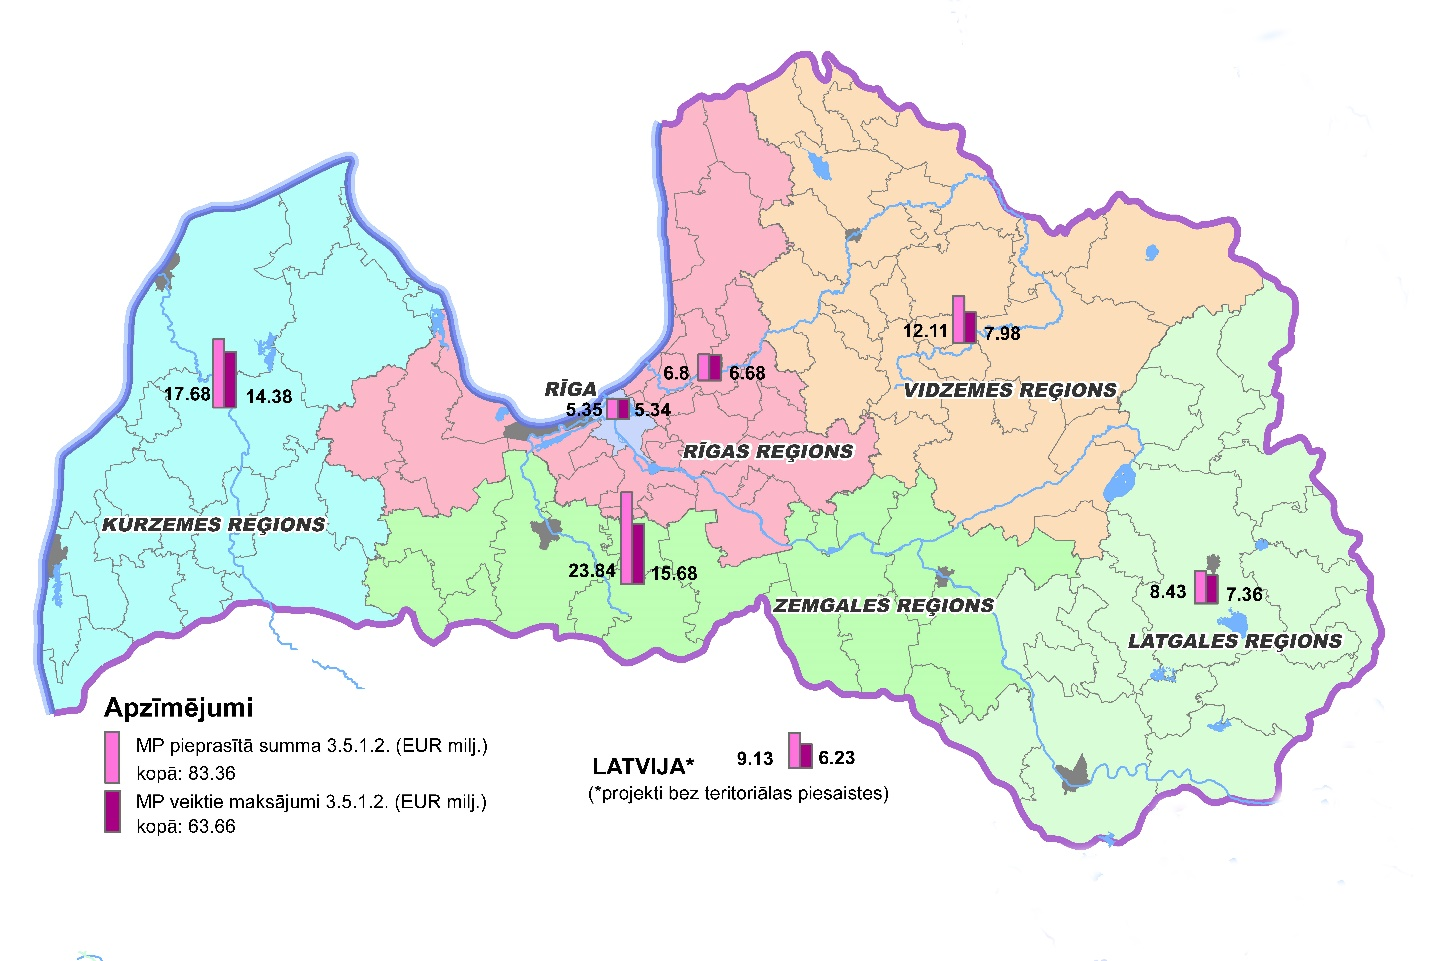 12.11
7.98
VIDZEMES REĢIONS
6.8
6.68
RĪGA
5.35
5.34
RĪGAS REĢIONS
17.68
14.38
KURZEMES REĢIONS
23.84
15.68
ZEMGALES REĢIONS
8.43
7.36
LATGALES REĢIONS
Apzīmējumi
MP pieprasītā summa 3.5.1.2. (EUR milj.)
kopā: 83.36
MP veiktie maksājumi 3.5.1.2. (EUR milj.)
kopā: 63.66
LATVIJA*
9.13
6.23
(*projekti bez teritoriālas piesaistes)